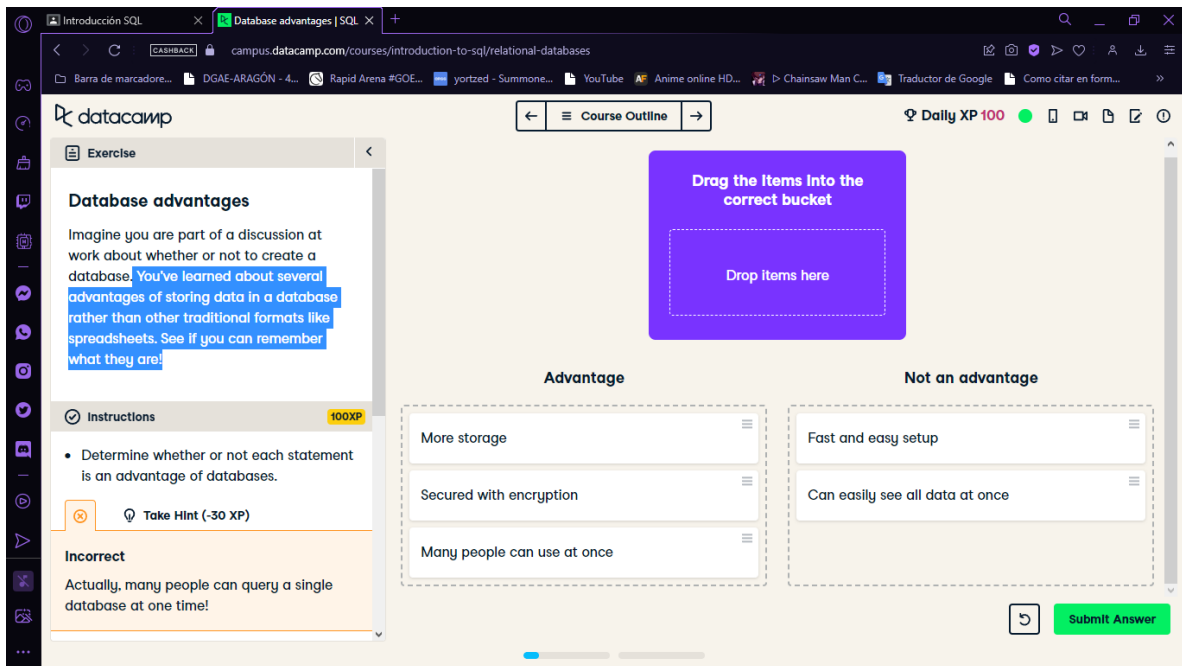 Introducción SQL
Database advantages | SQL
CASHBACK
campus.datacamp.com/courses/introduction-to-sql/relational-databases
Barra de marcadore...
DGAE-ARAGÓN - 4...
Rapid Arena #GOE...
yortzed - Summone...
YouTube
AF
Anime online HD...
▷ Chainsaw Man C...
Traductor de Google
Como citar en form...
»
datacamp
Course Outline
Daily XP 100
Exercise
Database advantages
Imagine you are part of a discussion at
work about whether or not to create a
database. You've learned about several
advantages of storing data in a database
rather than other traditional formats like
spreadsheets. See if you can remember
what they are!
Instructions
100XP
• Determine whether or not each statement
is an advantage of databases.
Take Hint (-30 XP)
Incorrect
Actually, many people can query a single
database at one time!
Drag the items into the
correct bucket
Drop items here
Advantage
More storage
Secured with encryption
Many people can use at once
Not an advantage
Fast and easy setup
Can easily see all data at once
Submit Answer